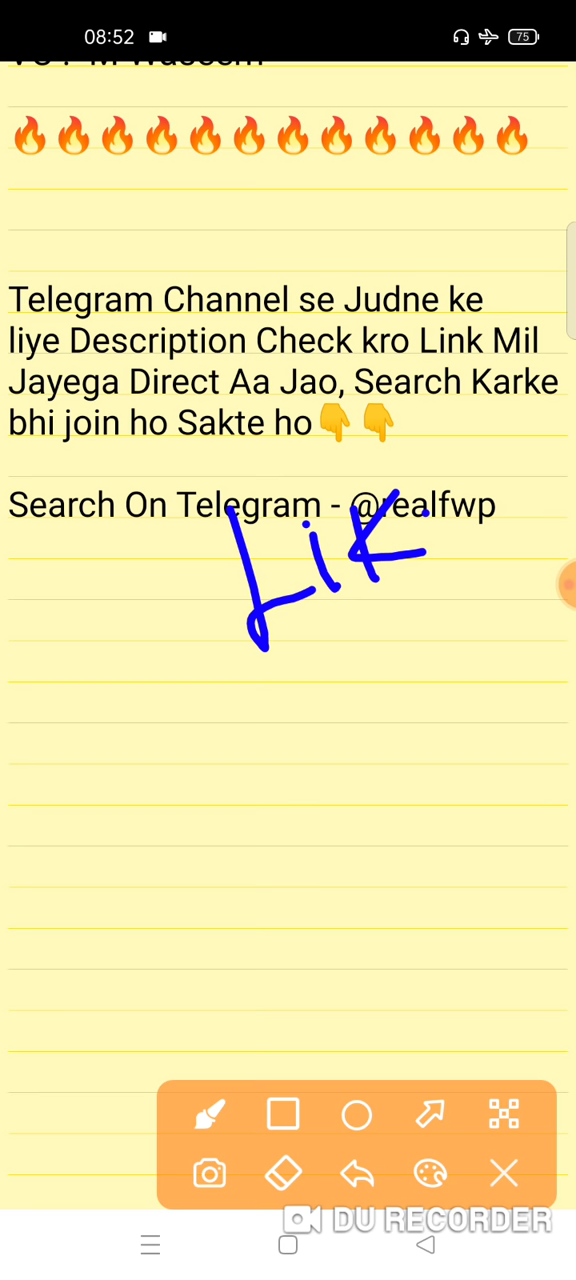 08:52
75
🔥🔥🔥🔥🔥🔥🔥🔥🔥🔥🔥🔥
Telegram Channel se Judne ke
liye Description Check kro Link Mil
Jayega Direct Aa Jao, Search Karke
bhi join ho Sakte ho👇👇
Search On Telegram - @realfwp
LiK
DU RECORDER